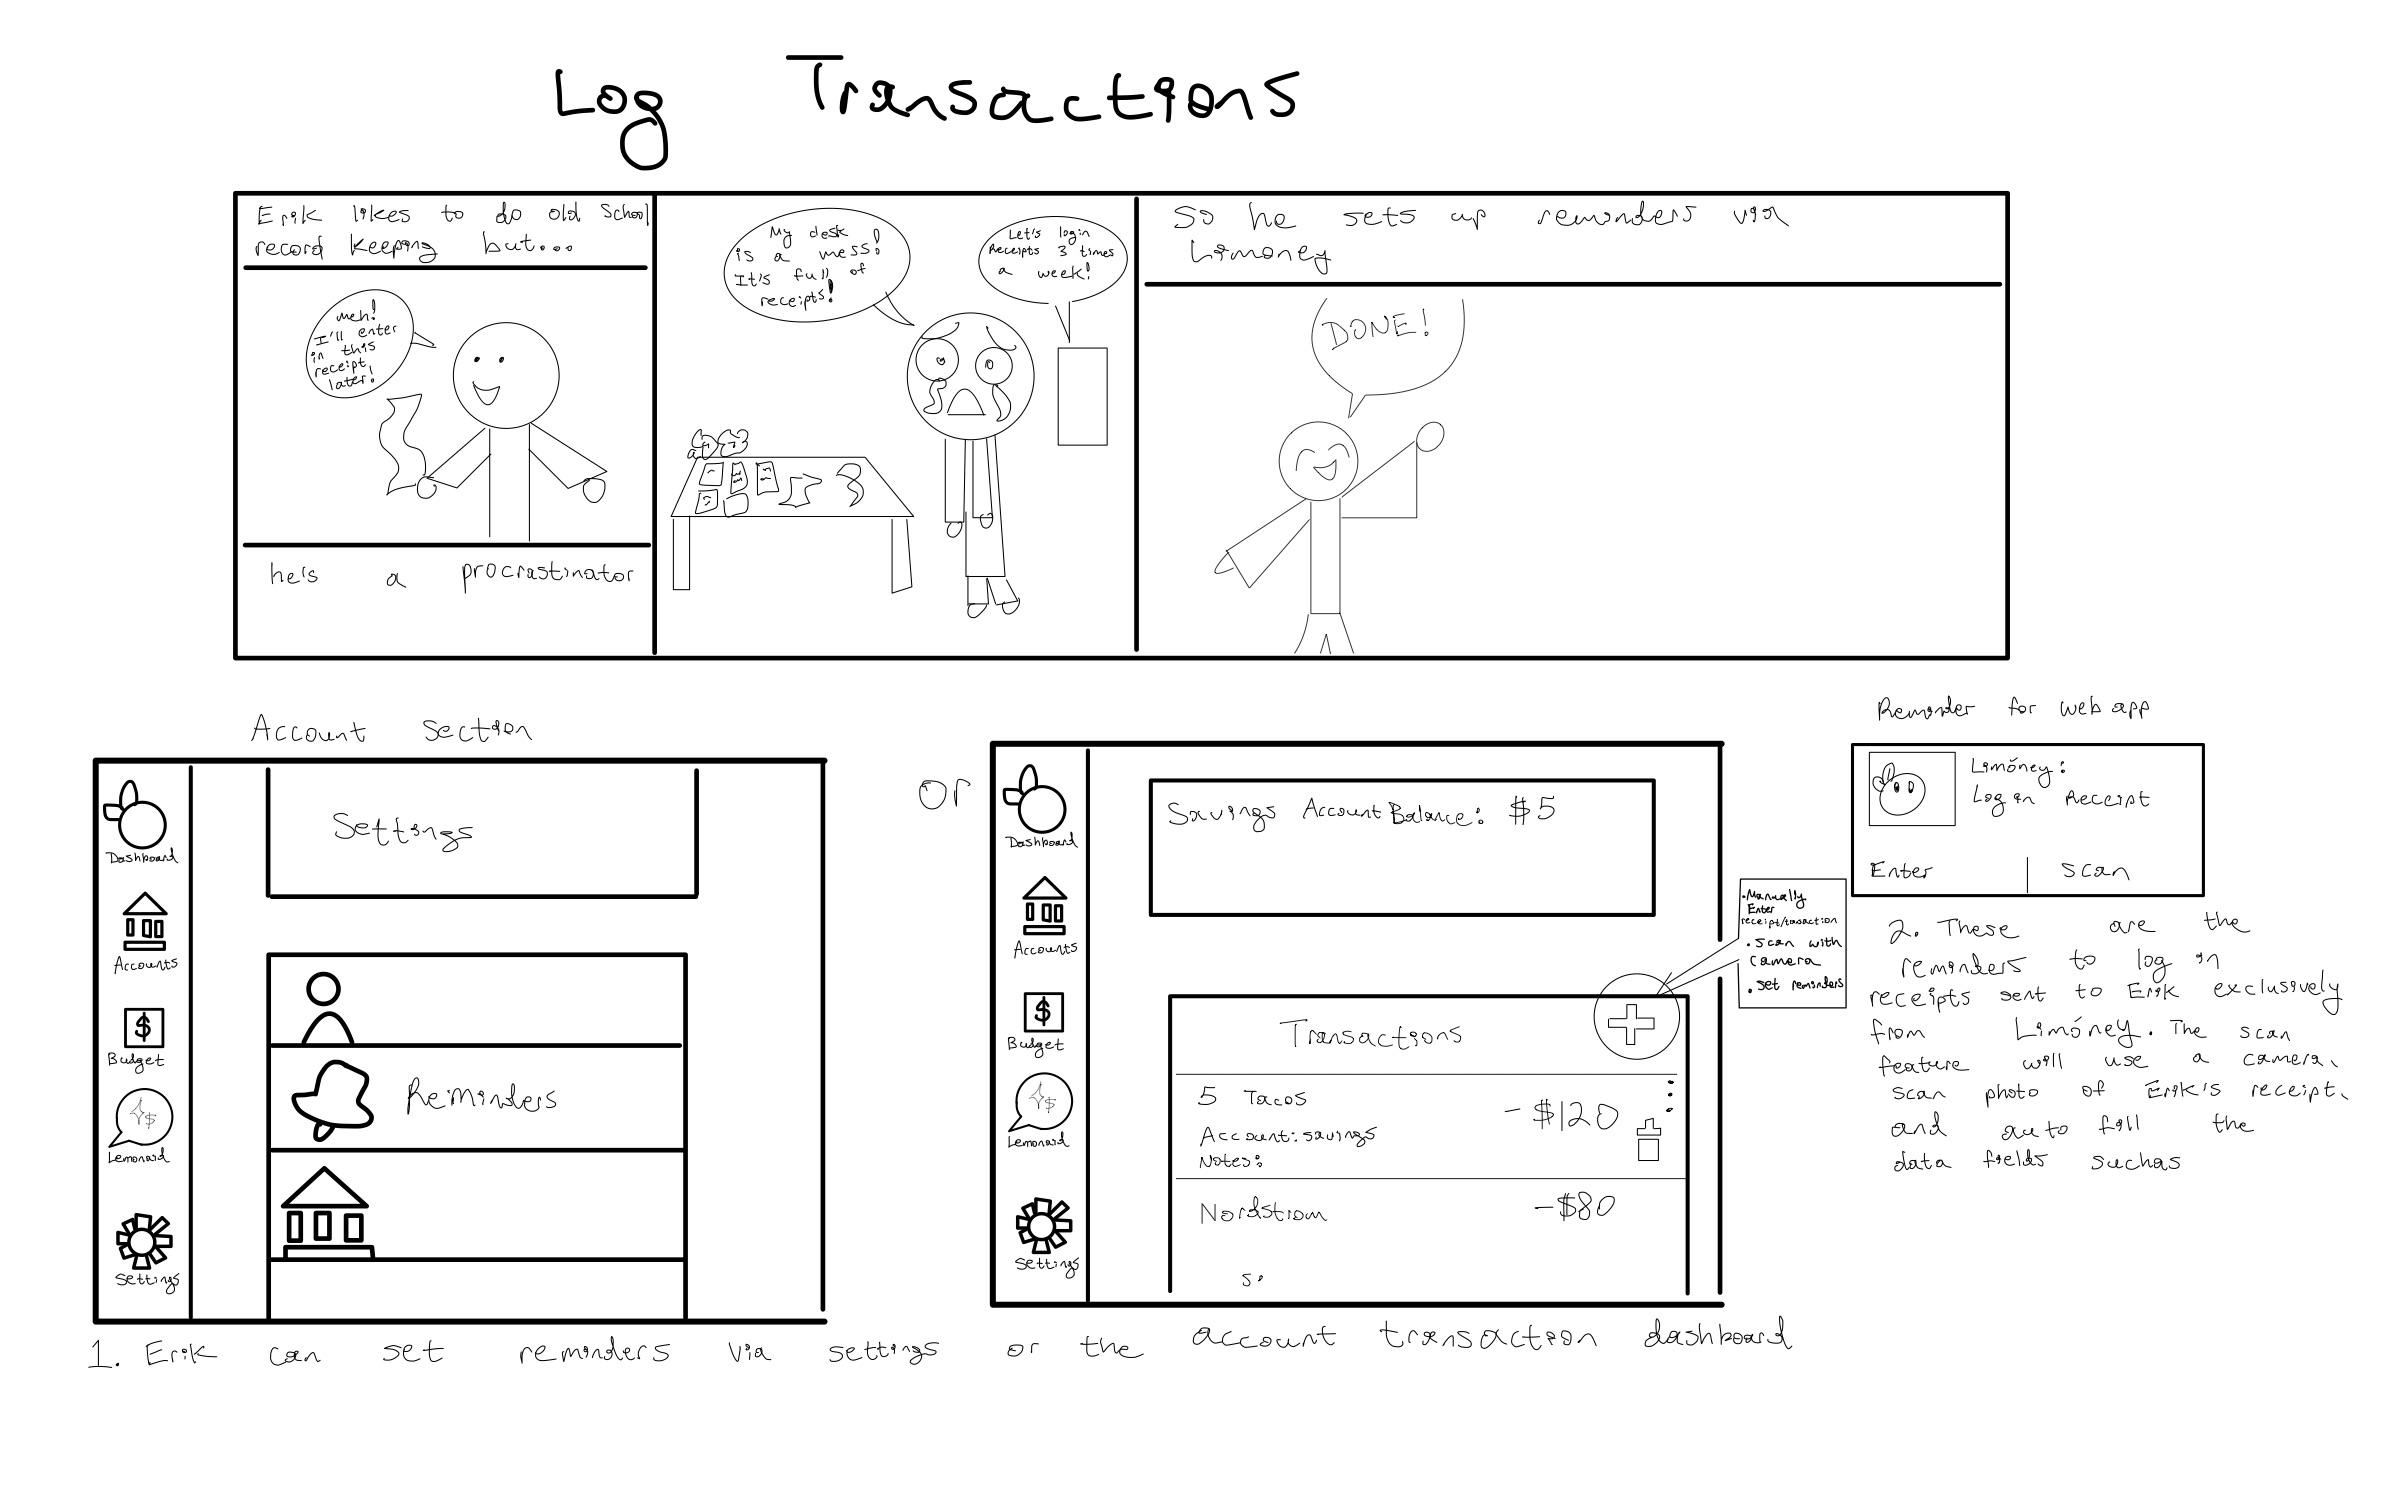 Log Transactions
Erik likes to do old school
record keeping but...
meh!
I'll enter
in this
receipt
later!
he's a procrastinator
My desk
is a mess!
It's full of
receipts!
Let's login
Receipts 3 times
a week!
So he sets up reminders via
Limoney
DONE!
Account section
Settings
Dashboard
Accounts
Budget
$
Lemonaid
Settings
Reiminders
or
Savings Account Balance: $5
Dashboard
Accounts
Budget
$
Lemonaid
Settings
Transactions
5 Tacos
-$120
Account: savings
Notes:
Nordstrom
-$80
S.
• Manually
Enter
• scan with
camera
• set reminders
Reminder for web app
Limóney:
Log in Receipt
Enter | Scan
1. Erik can set reminders via settings or the account transaction dashboard
2. These are the
reminders to log in
receipts sent to Erik exclusively
from Limóney. The scan
feature will use a camera,
scan photo of Erik's receipt,
and auto fill the
data fields suchas